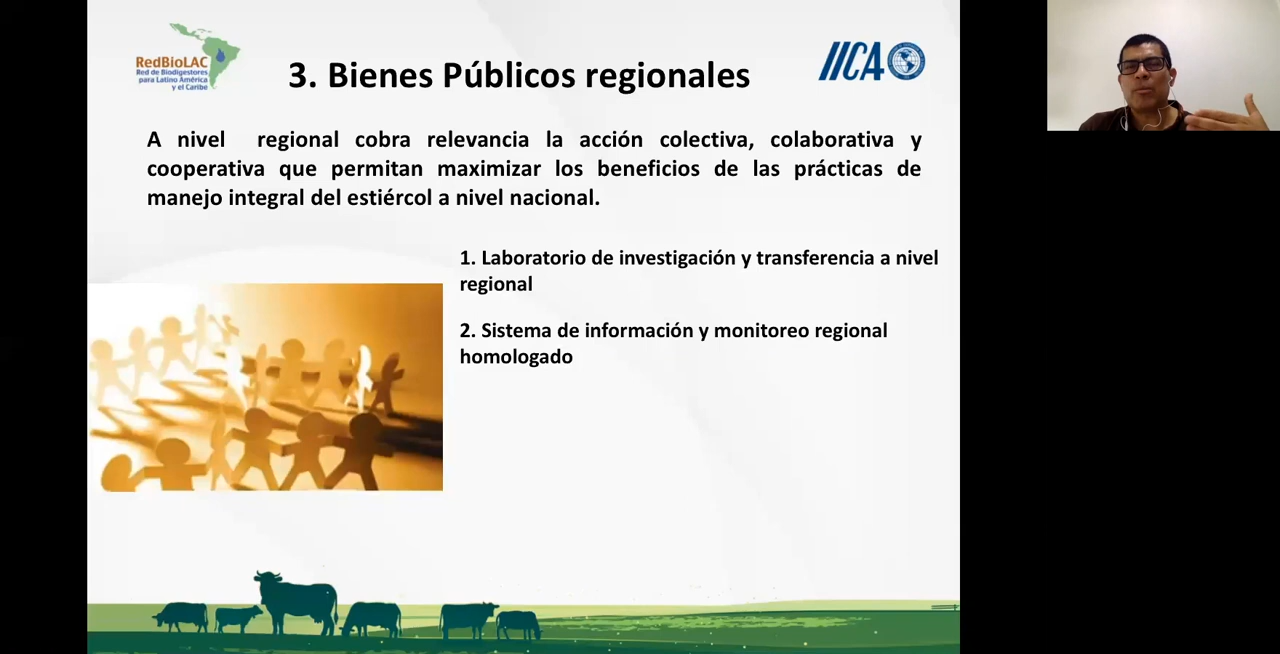 RedBioLAC
Red de Biodigestores
para Latino América
y el Caribe
3. Bienes Públicos regionales
IICA
A nivel regional cobra relevancia la acción colectiva, colaborativa y
cooperativa que permitan maximizar los beneficios de las prácticas de
manejo integral del estiércol a nivel nacional.
1. Laboratorio de investigación y transferencia a nivel
regional
2. Sistema de información y monitoreo regional
homologado